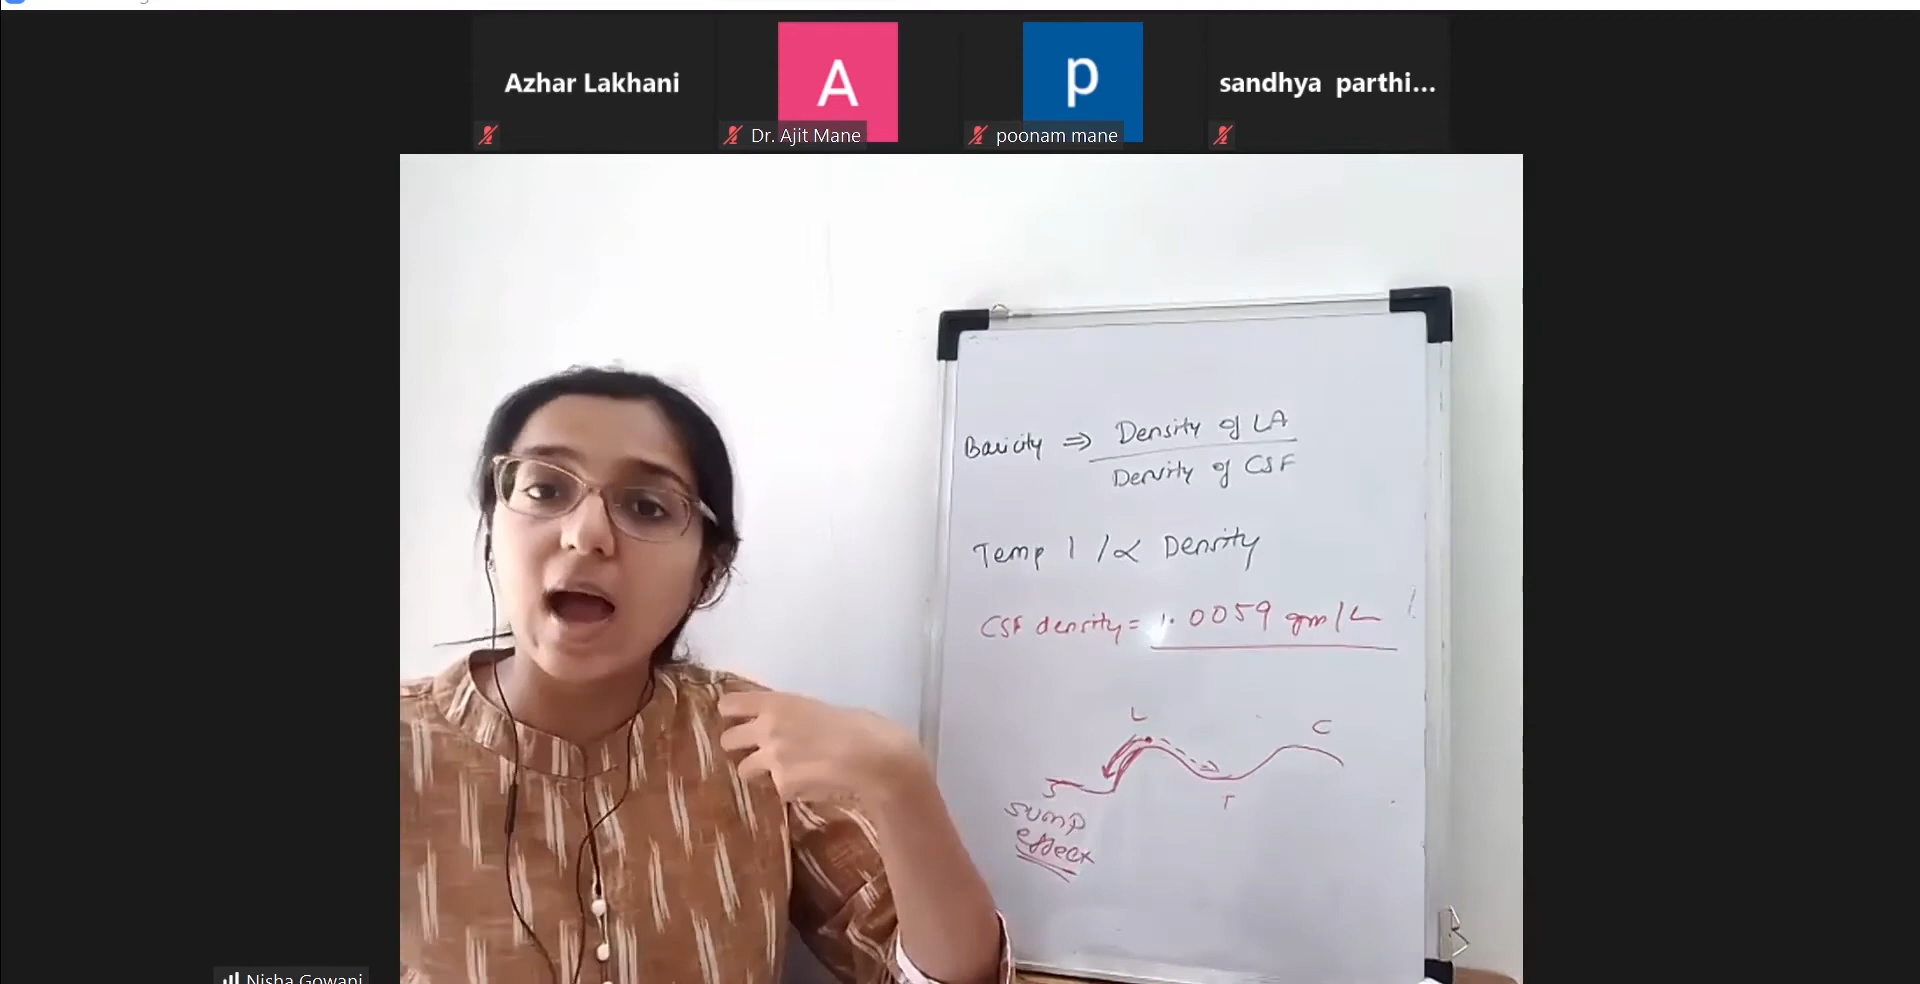 Azhar Lakhani
A
Dr. Ajit Mane
p
poonam mane
sandhya parthi...
Baricity ⇒ Density of LA
Density of CSF
Temp 1/∝ Density
CSF density = 1.0059 gm/L
L
C
S
T
sump
effect
Nisha Gowani